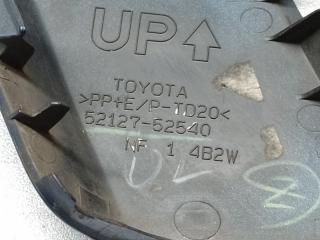 UP↑
TOYOTA
>PP+E/P-TD20<
52127-52540
NF 1 4B2W